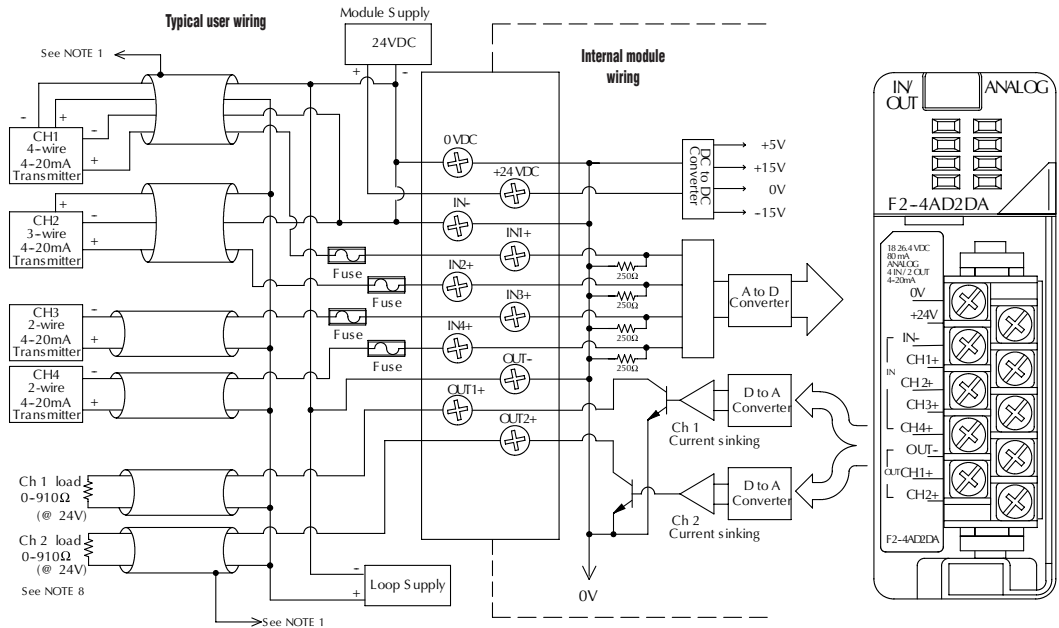 Typical user wiring
Module Supply
24VDC
+ -
See NOTE 1
Internal module
wiring
- +
-
+
CH1
4-wire
4-20mA
Transmitter
+
-
+
CH2
3-wire
4-20mA
Transmitter
CH3
2-wire
4-20mA
Transmitter
-
+
CH4
2-wire
4-20mA
Transmitter
-
+
Fuse
Fuse
Fuse
Fuse
0 VDC
+24 VDC
IN-
IN1+
IN2+
IN3+
IN4+
OUT-
OUT1+
OUT2+
DC to DC
Converter
+5V
+15V
0V
-15V
250Ω
250Ω
250Ω
250Ω
A to D
Converter
D to A
Converter
Ch 1
Current sinking
D to A
Converter
Ch 2
Current sinking
0V
Ch 1 load
0-910Ω
(@ 24V)
Ch 2 load
0-910Ω
(@ 24V)
See NOTE 8
-
+
Loop Supply
See NOTE 1
IN/
OUT
ANALOG
F2-4AD2DA
18 26.4 VDC
80 mA
ANALOG
4 IN/2 OUT
4-20mA
0V
+24V
IN-
CH1+
IN
CH2+
CH3+
CH4+
OUT-
OUT
CH1+
CH2+
F2-4AD2DA